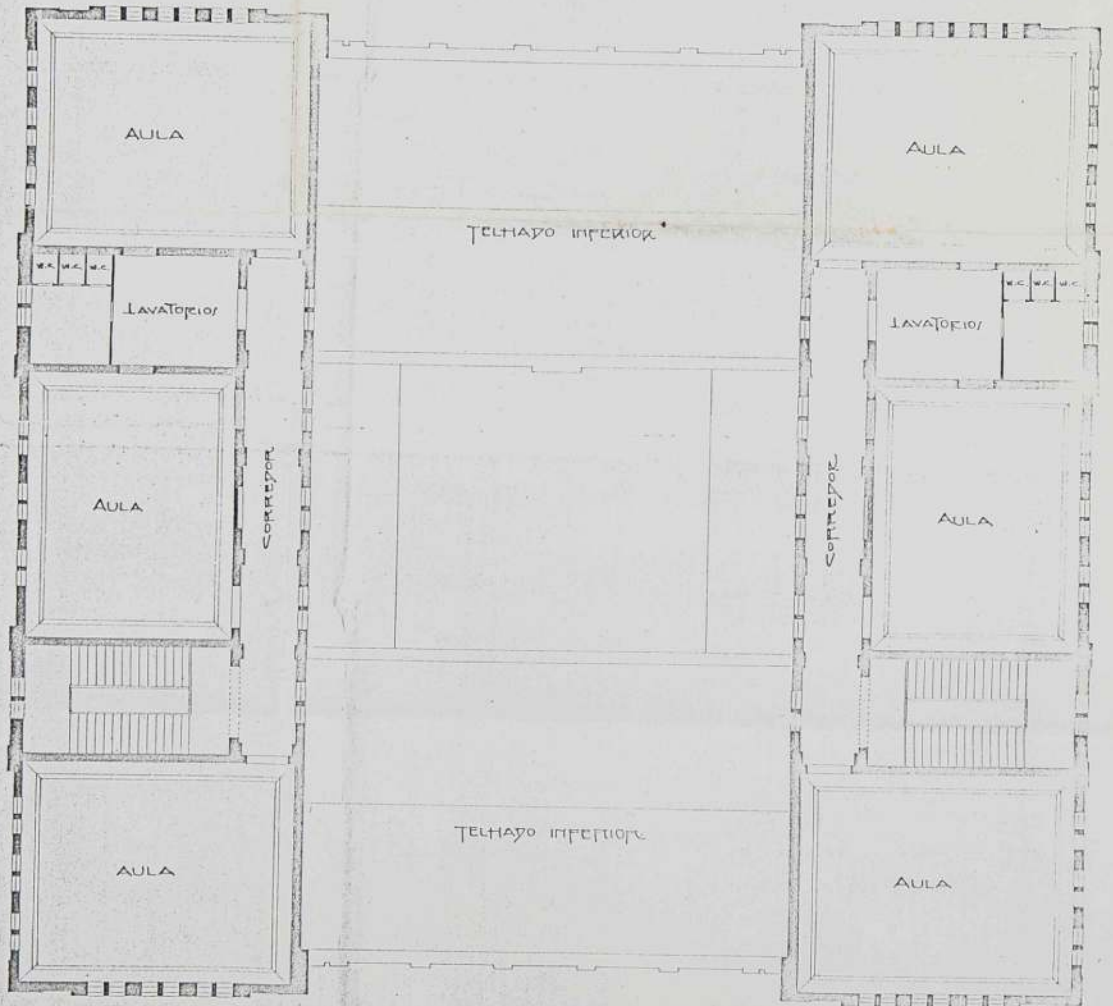 AULA
AULA
TELHADO INFERIOR
W.C. W.C. W.C.
LAVATORIOS
W.C. W.C. W.C.
LAVATORIOS
CORREDOR
CORREDOR
AULA
AULA
TELHADO INFERIOR
AULA
AULA